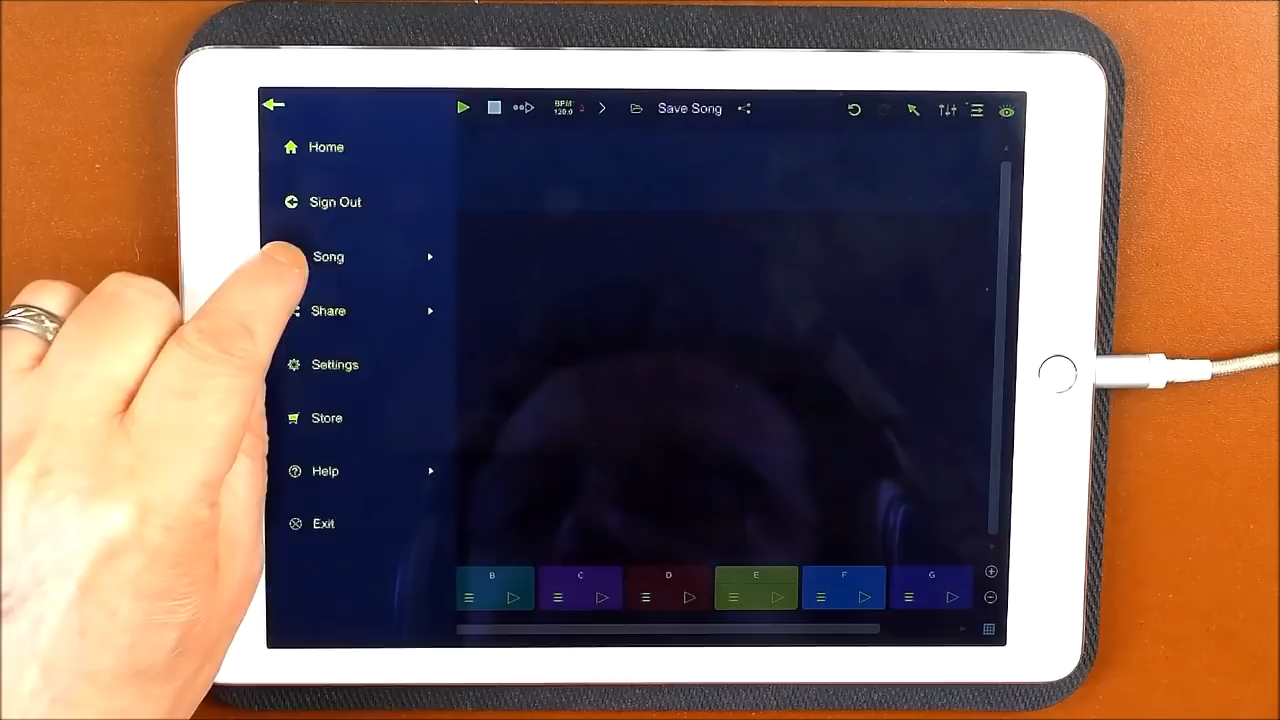 BPM
120.0
Save Song
Home
Sign Out
Song
Share
Settings
Store
Help
Exit
B C D E F G